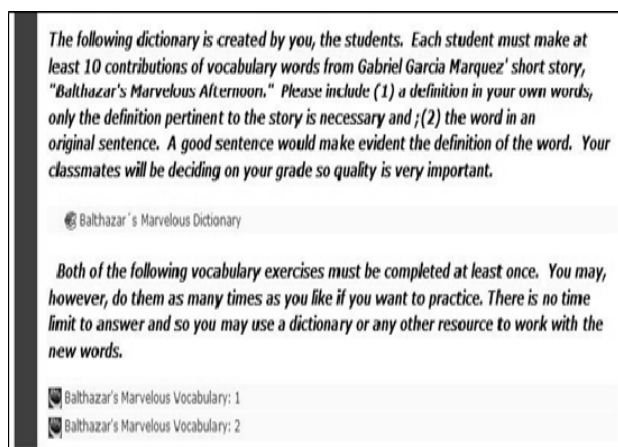 The following dictionary is created by you, the students. Each student must make at
least 10 contributions of vocabulary words from Gabriel Garcia Marquez' short story,
"Balthazar's Marvelous Afternoon." Please include (1) a definition in your own words,
only the definition pertinent to the story is necessary and ;(2) the word in an
original sentence. A good sentence would make evident the definition of the word. Your
classmates will be deciding on your grade so quality is very important.
Balthazar´s Marvelous Dictionary
Both of the following vocabulary exercises must be completed at least once. You may,
however, do them as many times as you like if you want to practice. There is no time
limit to answer and so you may use a dictionary or any other resource to work with the
new words.
Balthazar's Marvelous Vocabulary: 1
Balthazar's Marvelous Vocabulary: 2